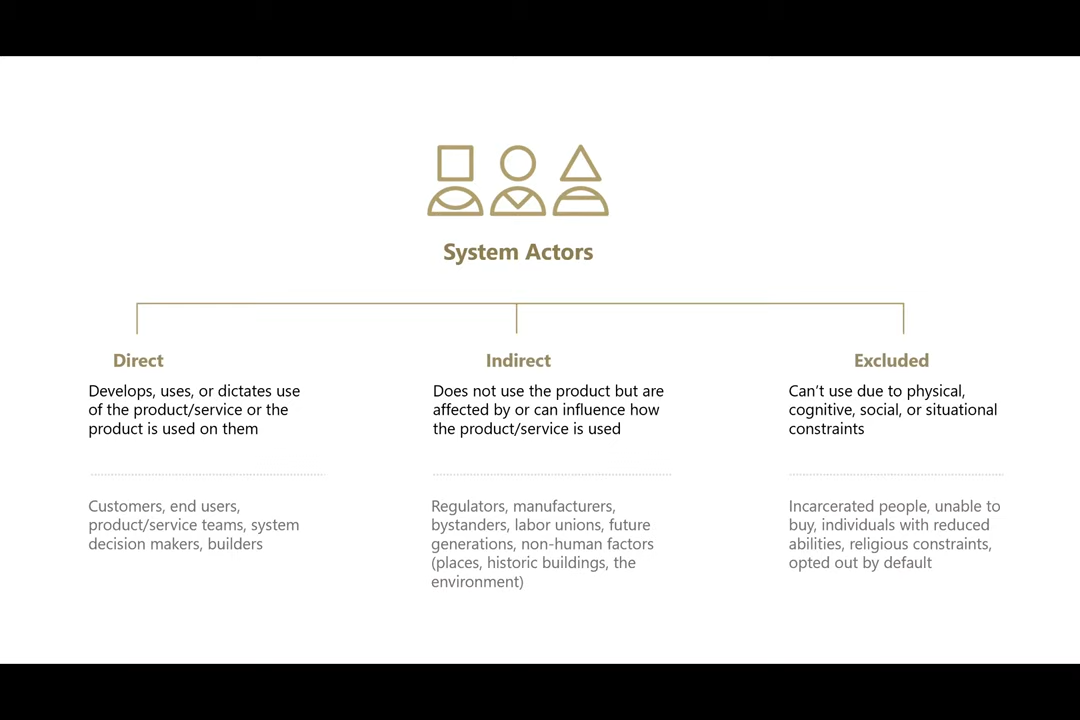 System Actors
Direct
Develops, uses, or dictates use
of the product/service or the
product is used on them
Customers, end users,
product/service teams, system
decision makers, builders
Indirect
Does not use the product but are
affected by or can influence how
the product/service is used
Regulators, manufacturers,
bystanders, labor unions, future
generations, non-human factors
(places, historic buildings, the
environment)
Excluded
Can’t use due to physical,
cognitive, social, or situational
constraints
Incarcerated people, unable to
buy, individuals with reduced
abilities, religious constraints,
opted out by default